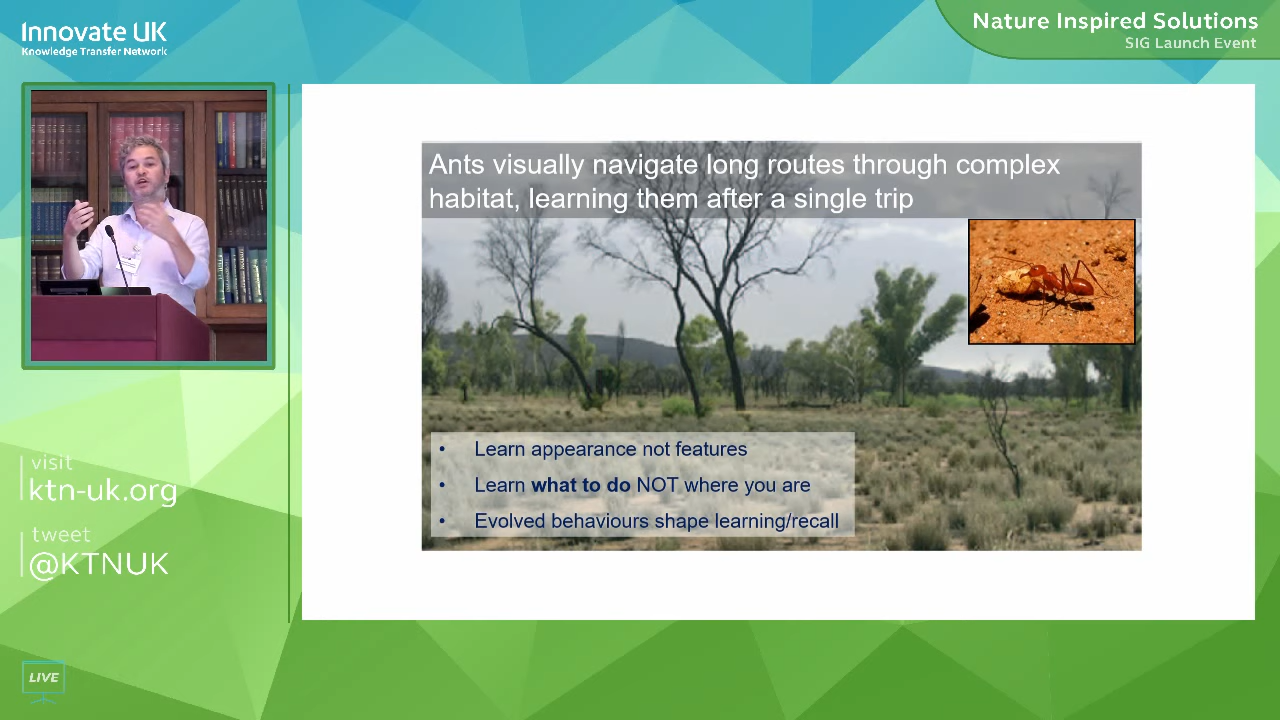 Innovate UK
Knowledge Transfer Network
Nature Inspired Solutions
SIG Launch Event
Ants visually navigate long routes through complex
habitat, learning them after a single trip
• Learn appearance not features
• Learn what to do NOT where you are
• Evolved behaviours shape learning/recall
visit
ktn-uk.org
tweet
@KTNUK
LIVE